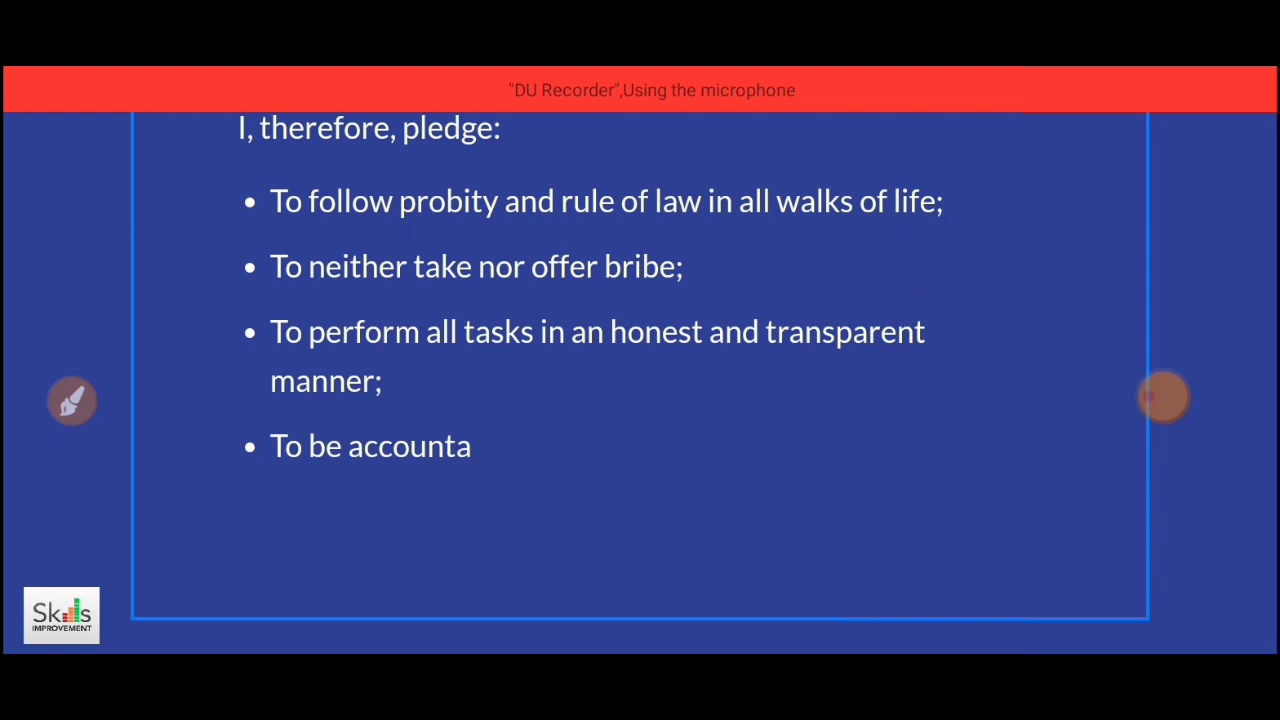 "DU Recorder",Using the microphone
I, therefore, pledge:
• To follow probity and rule of law in all walks of life;
• To neither take nor offer bribe;
• To perform all tasks in an honest and transparent
manner;
• To be accounta
Skills
IMPROVEMENT